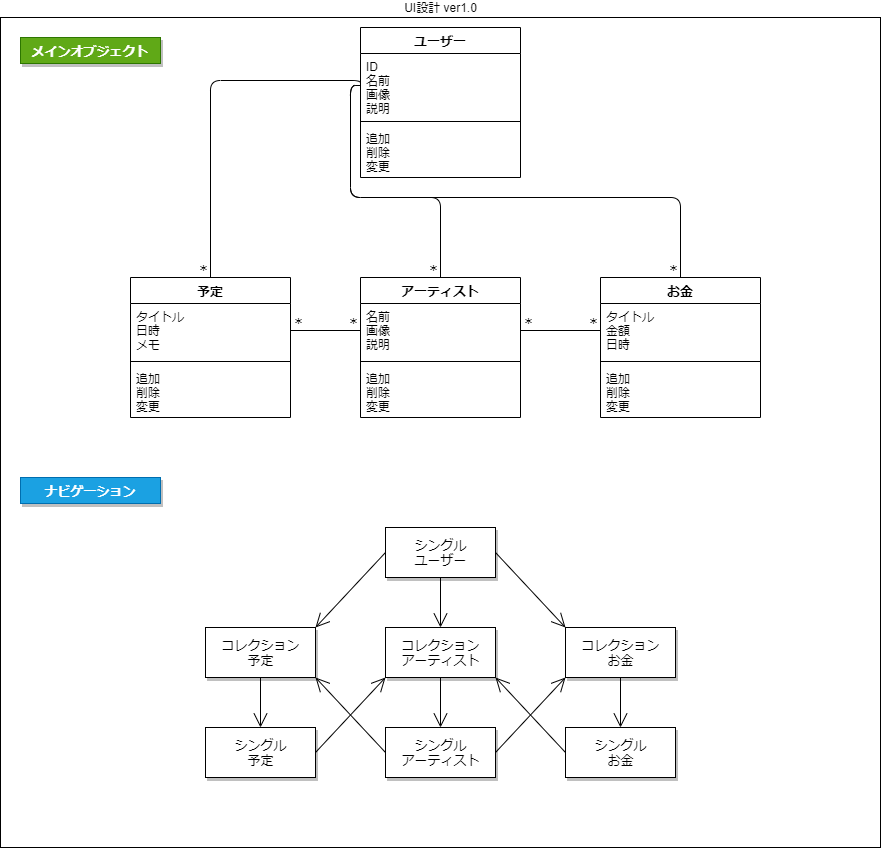 UI設計 ver1.0
メインオブジェクト
ユーザー
ID
名前
画像
説明
追加
削除
変更
*
*
*
予定
タイトル
日時
メモ
追加
削除
変更
*
*
アーティスト
名前
画像
説明
追加
削除
変更
*
*
お金
タイトル
金額
日時
追加
削除
変更
ナビゲーション
シングル
ユーザー
コレクション
予定
コレクション
アーティスト
コレクション
お金
シングル
予定
シングル
アーティスト
シングル
お金